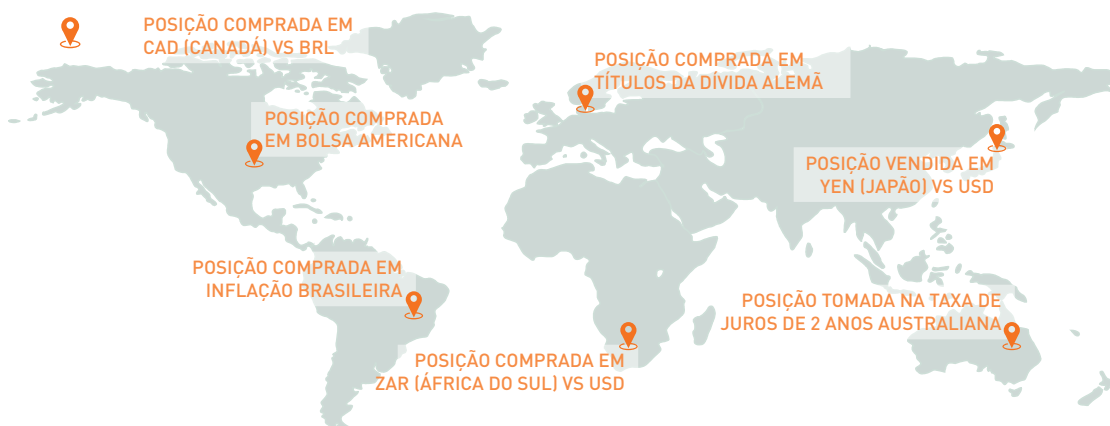 POSIÇÃO COMPRADA EM
CAD (CANADÁ) VS BRL
POSIÇÃO COMPRADA EM
TÍTULOS DA DÍVIDA ALEMÃ
POSIÇÃO COMPRADA
EM BOLSA AMERICANA
POSIÇÃO VENDIDA EM
YEN (JAPÃO) VS USD
POSIÇÃO COMPRADA EM
INFLAÇÃO BRASILEIRA
POSIÇÃO TOMADA NA TAXA DE
JUROS DE 2 ANOS AUSTRALIANA
POSIÇÃO COMPRADA EM
ZAR (ÁFRICA DO SUL) VS USD